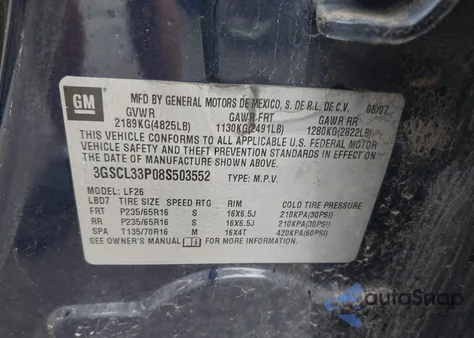 GM
MFD BY GENERAL MOTORS DE MEXICO, S. DE R.L. DE C.V. 05/07
GVWR GAWR FRT GAWR RR
2189KG(4825LB) 1130KG(2491LB) 1280KG(2822LB)
THIS VEHICLE CONFORMS TO ALL APPLICABLE U.S. FEDERAL MOTOR
VEHICLE SAFETY AND THEFT PREVENTION STANDARDS IN EFFECT ON THE DATE
OF MANUFACTURE SHOWN ABOVE.
3GSCL33P08S503552 TYPE: M.P.V.
MODEL: LF26
LBD7 TIRE SIZE SPEED RTG RIM COLD TIRE PRESSURE
FRT P235/65R16 S 16X6.5J 210KPA(30PSI)
RR P235/65R16 S 16X6.5J 210KPA(30PSI)
SPA T135/70R16 M 16X4T 420KPA(60PSI)
SEE OWNER'S MANUAL FOR MORE INFORMATION
autoSnap